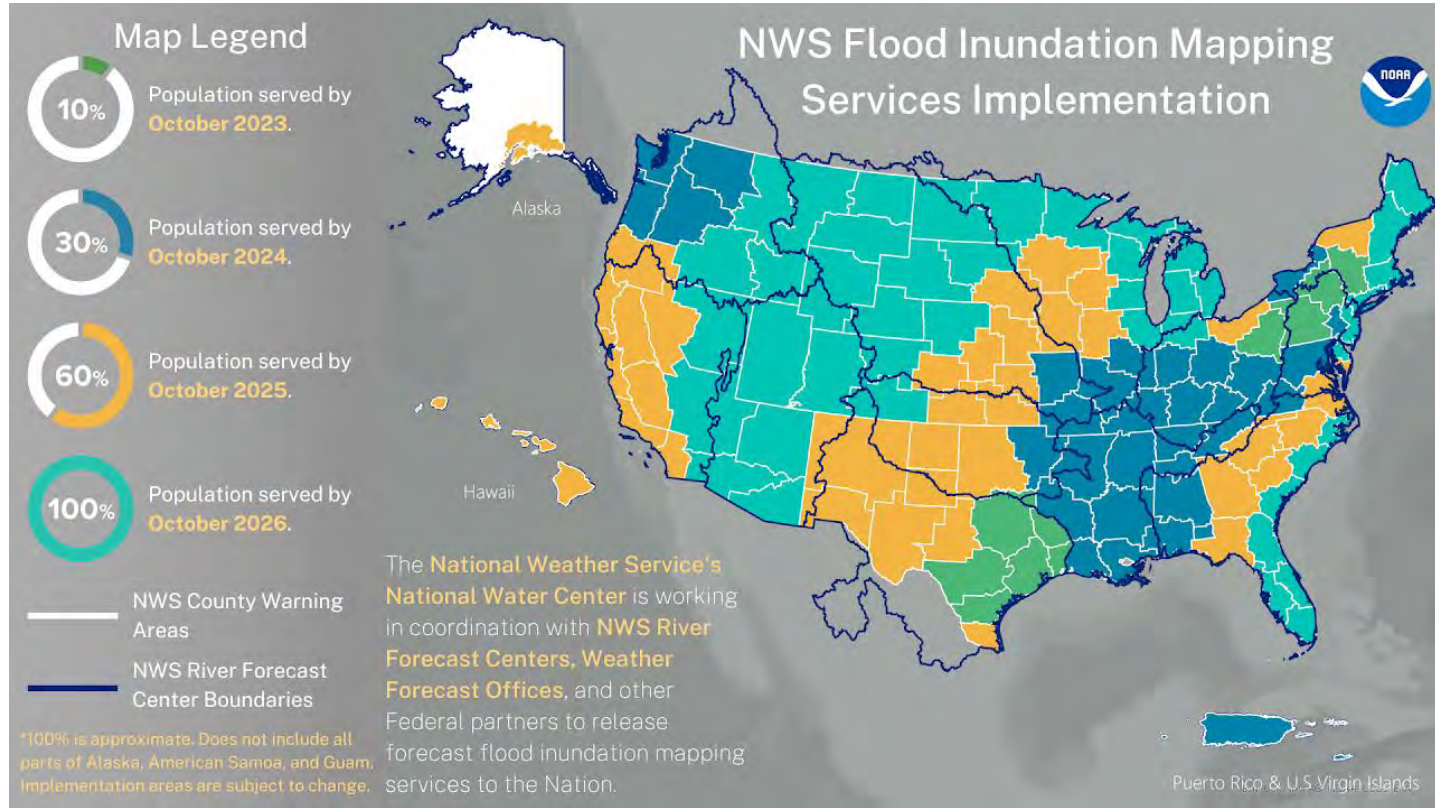 Map Legend
10%
Population served by
October 2023.
30%
Population served by
October 2024.
60%
Population served by
October 2025.
100%
Population served by
October 2026.
NWS County Warning
Areas
NWS River Forecast
Center Boundaries
*100% is approximate. Does not include all
parts of Alaska, American Samoa, and Guam.
Implementation areas are subject to change.
NWS Flood Inundation Mapping
Services Implementation
NOAA
Alaska
Hawaii
The National Weather Service's
National Water Center is working
in coordination with NWS River
Forecast Centers, Weather
Forecast Offices, and other
Federal partners to release
forecast flood inundation mapping
services to the Nation.
Puerto Rico & U.S Virgin Islands